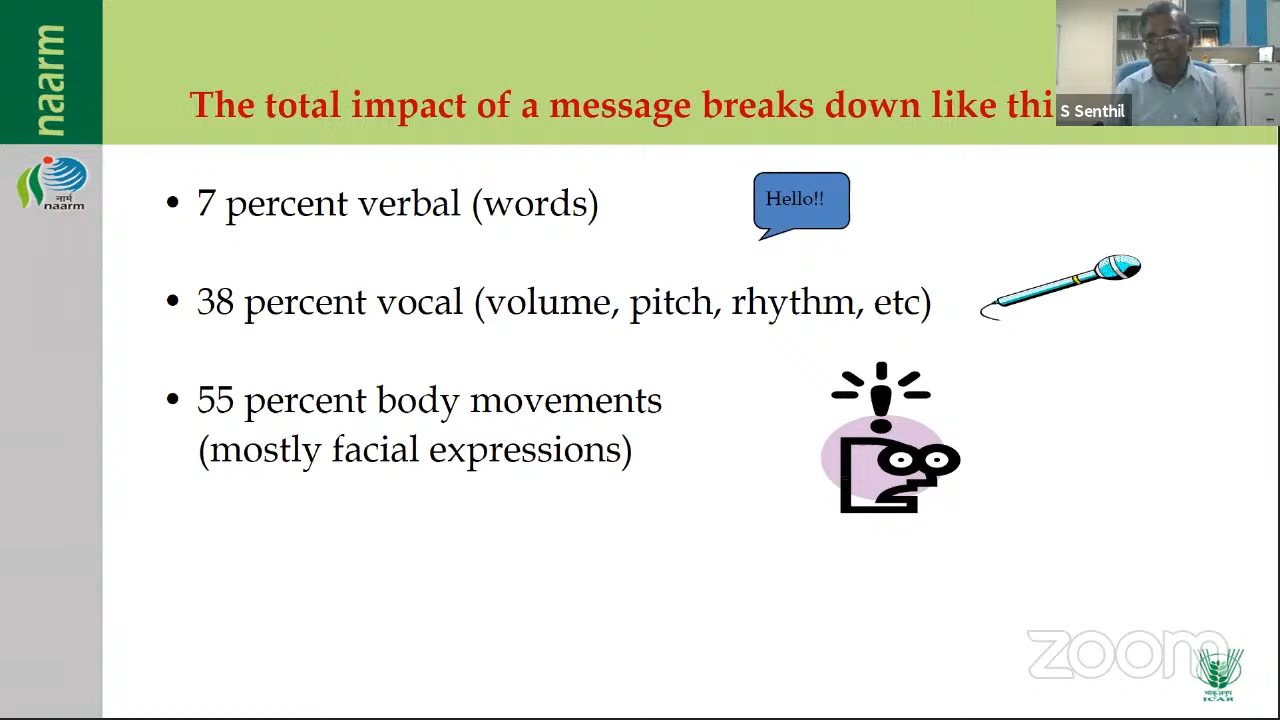 naarm
The total impact of a message breaks down like thi
S Senthil
नार्म
naarm
• 7 percent verbal (words)
Hello!!
• 38 percent vocal (volume, pitch, rhythm, etc)
• 55 percent body movements
(mostly facial expressions)
zoom
भाकृअनुप
ICAR